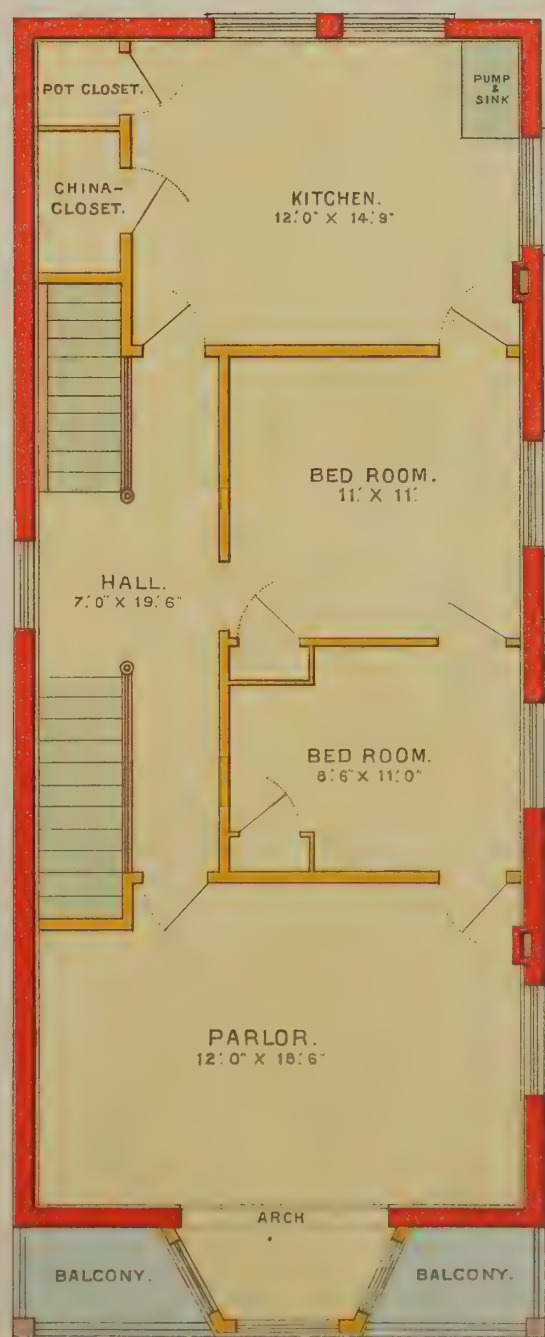 POT CLOSET.
PUMP
&
SINK
CHINA-
CLOSET.
KITCHEN.
12'.0" X 14'.9"
BED ROOM.
11'. X 11'.
HALL.
7'.0" X 19'.6"
BED ROOM.
8'.6" X 11'.0"
PARLOR.
12'.0" X 18'.6"
ARCH
BALCONY.
BALCONY.